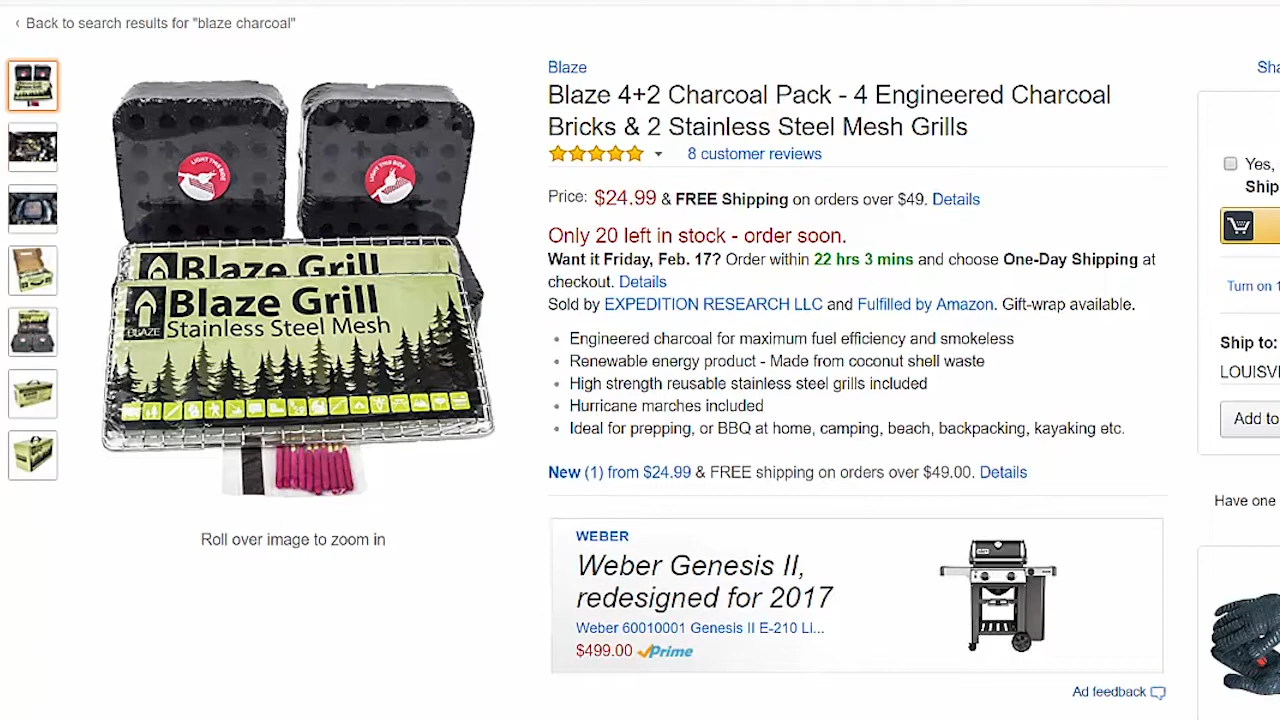 ‹ Back to search results for "blaze charcoal"
LIGHT THIS SIDE
LIGHT THIS SIDE
Blaze Grill
Blaze Grill
BLAZE
Stainless Steel Mesh
Roll over image to zoom in
Blaze
Blaze 4+2 Charcoal Pack - 4 Engineered Charcoal
Bricks & 2 Stainless Steel Mesh Grills
8 customer reviews
Price: $24.99 & FREE Shipping on orders over $49. Details
Only 20 left in stock - order soon.
Want it Friday, Feb. 17? Order within 22 hrs 3 mins and choose One-Day Shipping at
checkout. Details
Sold by EXPEDITION RESEARCH LLC and Fulfilled by Amazon. Gift-wrap available.
• Engineered charcoal for maximum fuel efficiency and smokeless
• Renewable energy product - Made from coconut shell waste
• High strength reusable stainless steel grills included
• Hurricane marches included
• Ideal for prepping, or BBQ at home, camping, beach, backpacking, kayaking etc.
New (1) from $24.99 & FREE shipping on orders over $49.00. Details
WEBER
Weber Genesis II,
redesigned for 2017
Weber 60010001 Genesis II E-210 LI...
$499.00 Prime
Ad feedback
Sha
Yes,
Ship
Turn on 1
Ship to:
LOUISVI
Add to
Have one